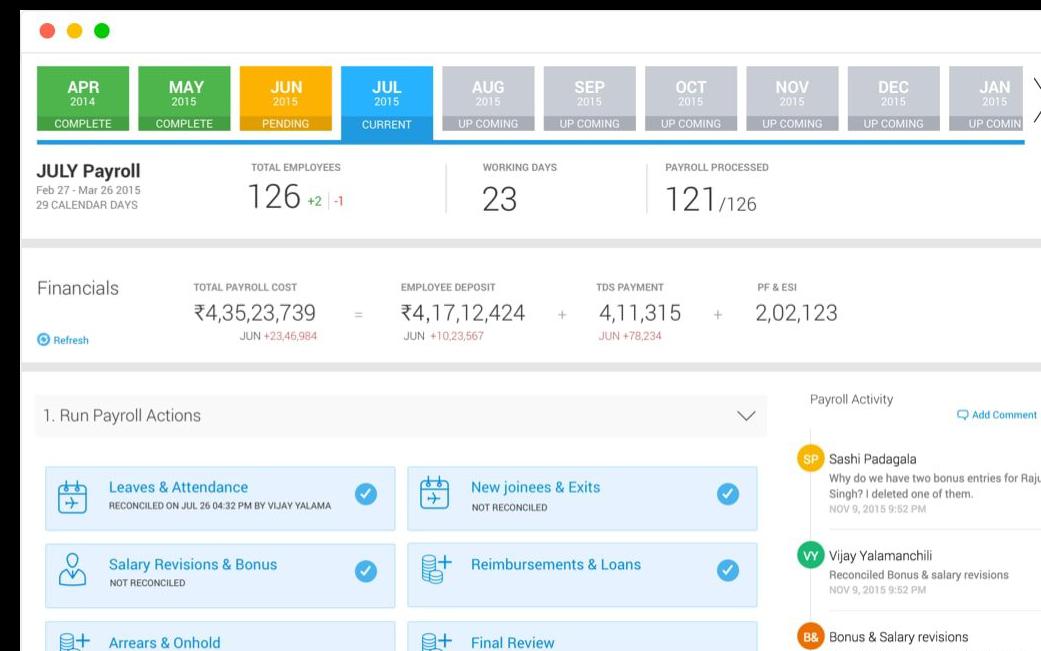 APR MAY JUN JUL AUG SEP OCT NOV DEC JAN
2014 2015 2015 2015 2015 2015 2015 2015 2015 2015
COMPLETE COMPLETE PENDING CURRENT UP COMING UP COMING UP COMING UP COMING UP COMING UP COMIN
JULY Payroll
Feb 27 - Mar 26 2015
29 CALENDAR DAYS
TOTAL EMPLOYEES
126 +2 | -1
WORKING DAYS
23
PAYROLL PROCESSED
121/126
Financials
Refresh
TOTAL PAYROLL COST EMPLOYEE DEPOSIT TDS PAYMENT PF & ESI
₹4,35,23,739 = ₹4,17,12,424 + 4,11,315 + 2,02,123
JUN +23,46,984 JUN +10,23,567 JUN +78,234
1. Run Payroll Actions
Leaves & Attendance
RECONCILED ON JUL 26 04:32 PM BY VIJAY YALAMA
New joinees & Exits
NOT RECONCILED
Salary Revisions & Bonus
NOT RECONCILED
Reimbursements & Loans
Arrears & Onhold
Final Review
Payroll Activity
Add Comment
SP Sashi Padagala
Why do we have two bonus entries for Raju
Singh? I deleted one of them.
NOV 9, 2015 9:52 PM
VY Vijay Yalamanchili
Reconciled Bonus & salary revisions
NOV 9, 2015 9:52 PM
B& Bonus & Salary revisions